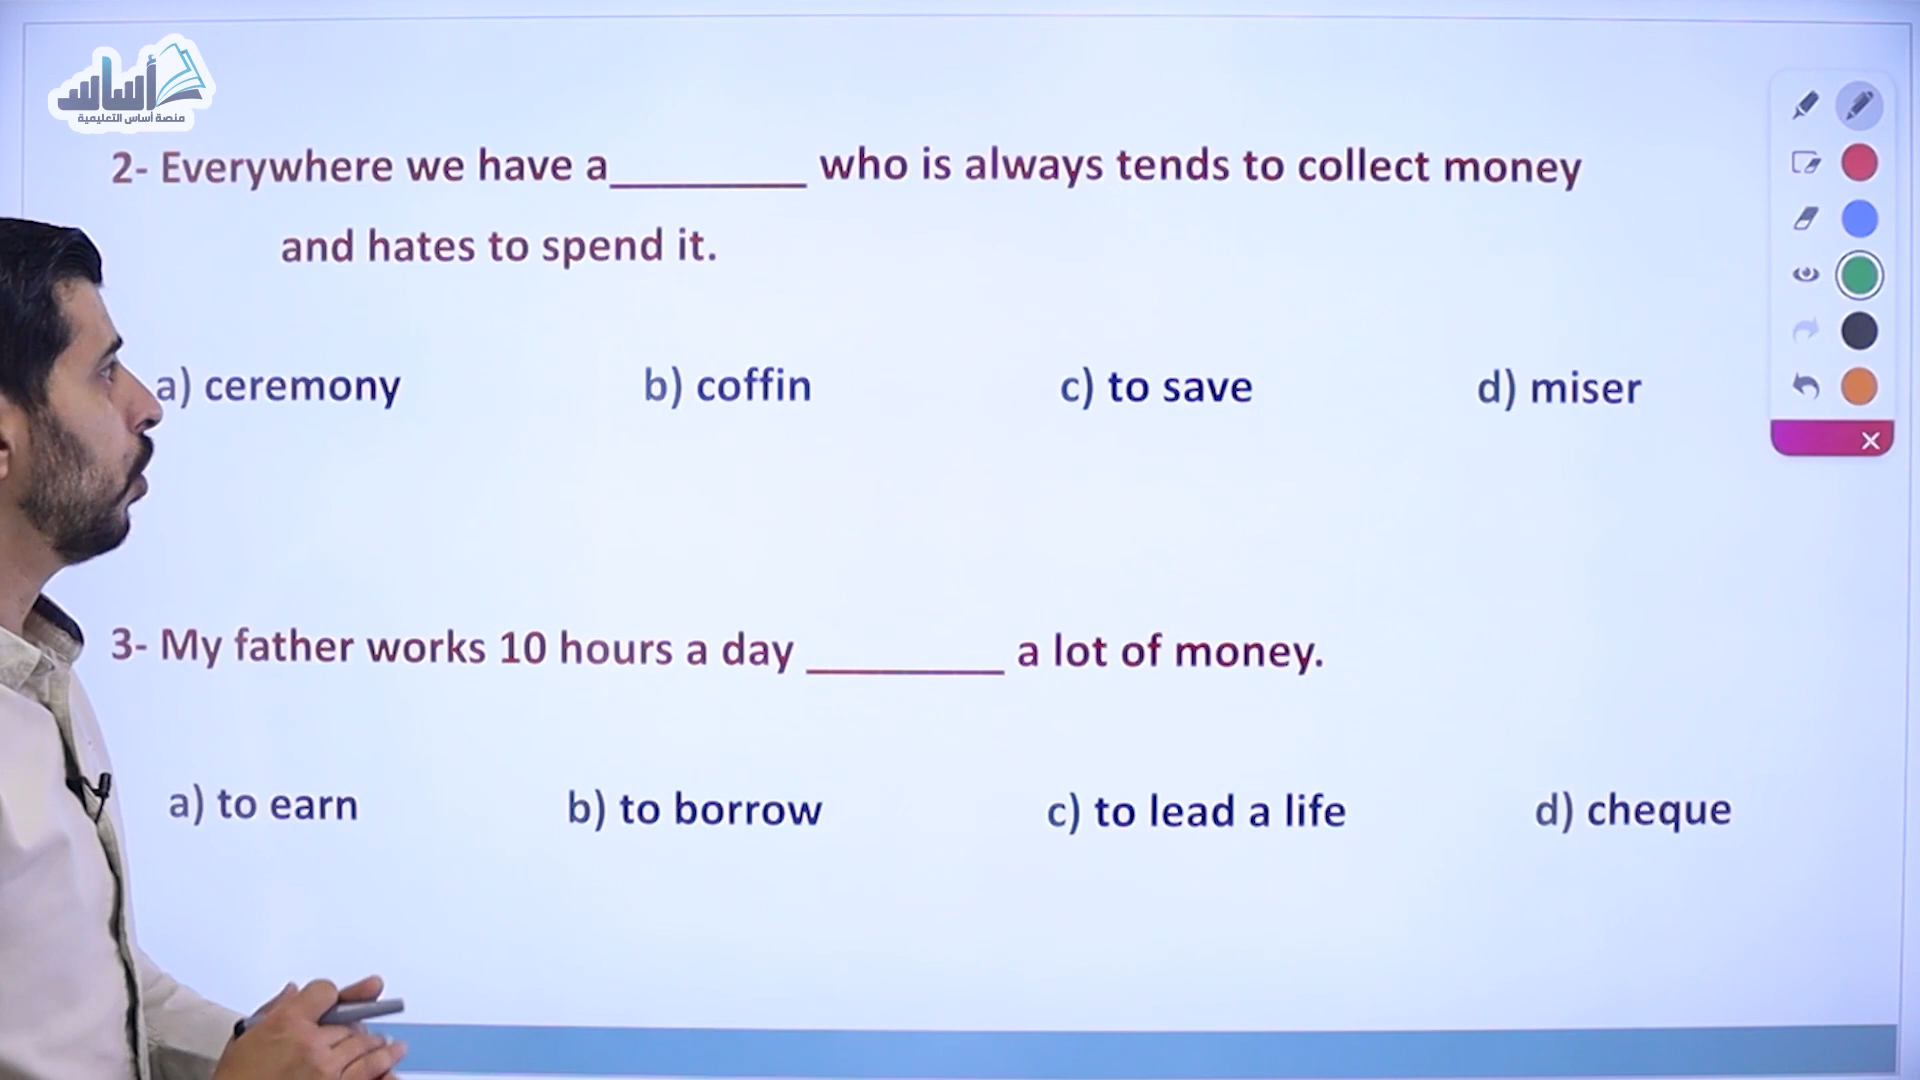 أساس
منصة أساس التعليمية
2- Everywhere we have a________ who is always tends to collect money
and hates to spend it.
a) ceremony b) coffin c) to save d) miser
3- My father works 10 hours a day ________ a lot of money.
a) to earn b) to borrow c) to lead a life d) cheque